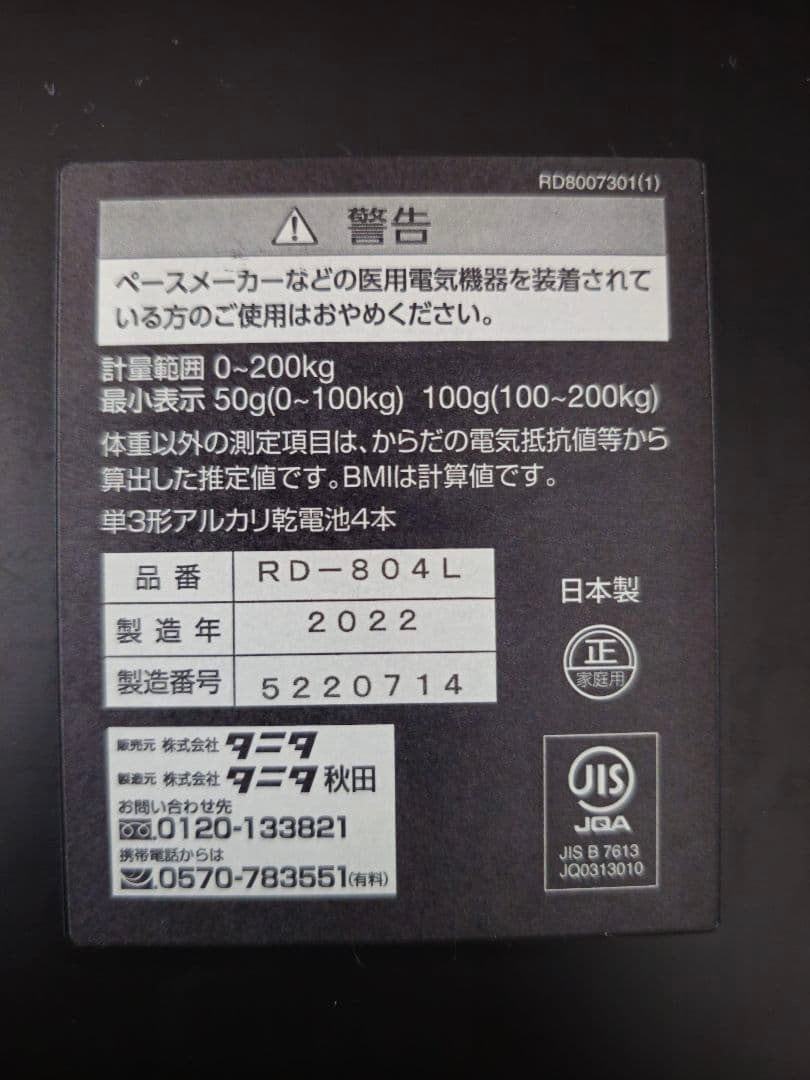 RD8007301(1)
警告
ペースメーカーなどの医用電気機器を装着されて
いる方のご使用はおやめください。
計量範囲 0~200kg
最小表示 50g(0~100kg) 100g(100~200kg)
体重以外の測定項目は、からだの電気抵抗値等から
算出した推定値です。BMIは計算値です。
単3形アルカリ乾電池4本
品番 RD-804L
製造年 2022
製造番号 5220714
日本製
正
家庭用
販売元 株式会社 タニタ
製造元 株式会社 タニタ秋田
お問い合わせ先
0120-133821
携帯電話からは
0570-783551(有料)
JIS
JQA
JIS B 7613
JQ0313010